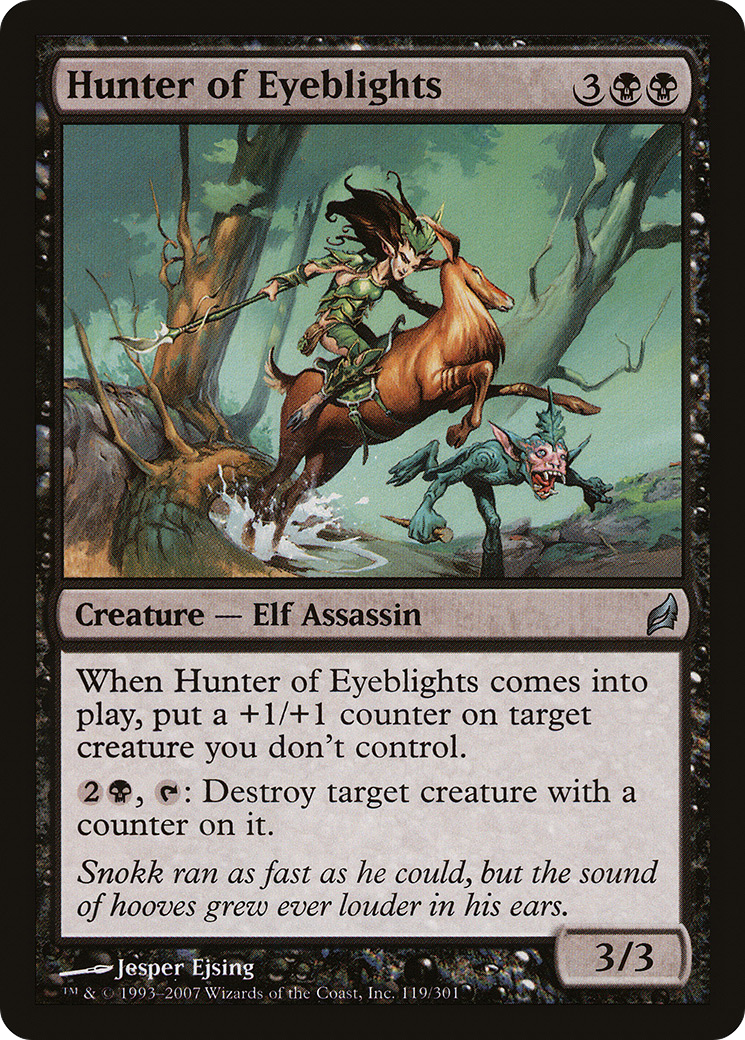 Hunter of Eyeblights 3
Creature — Elf Assassin
When Hunter of Eyeblights comes into
play, put a +1/+1 counter on target
creature you don't control.
2 , : Destroy target creature with a
counter on it.
Snokk ran as fast as he could, but the sound
of hooves grew ever louder in his ears.
3/3
Jesper Ejsing
™ & © 1993–2007 Wizards of the Coast, Inc. 119/301